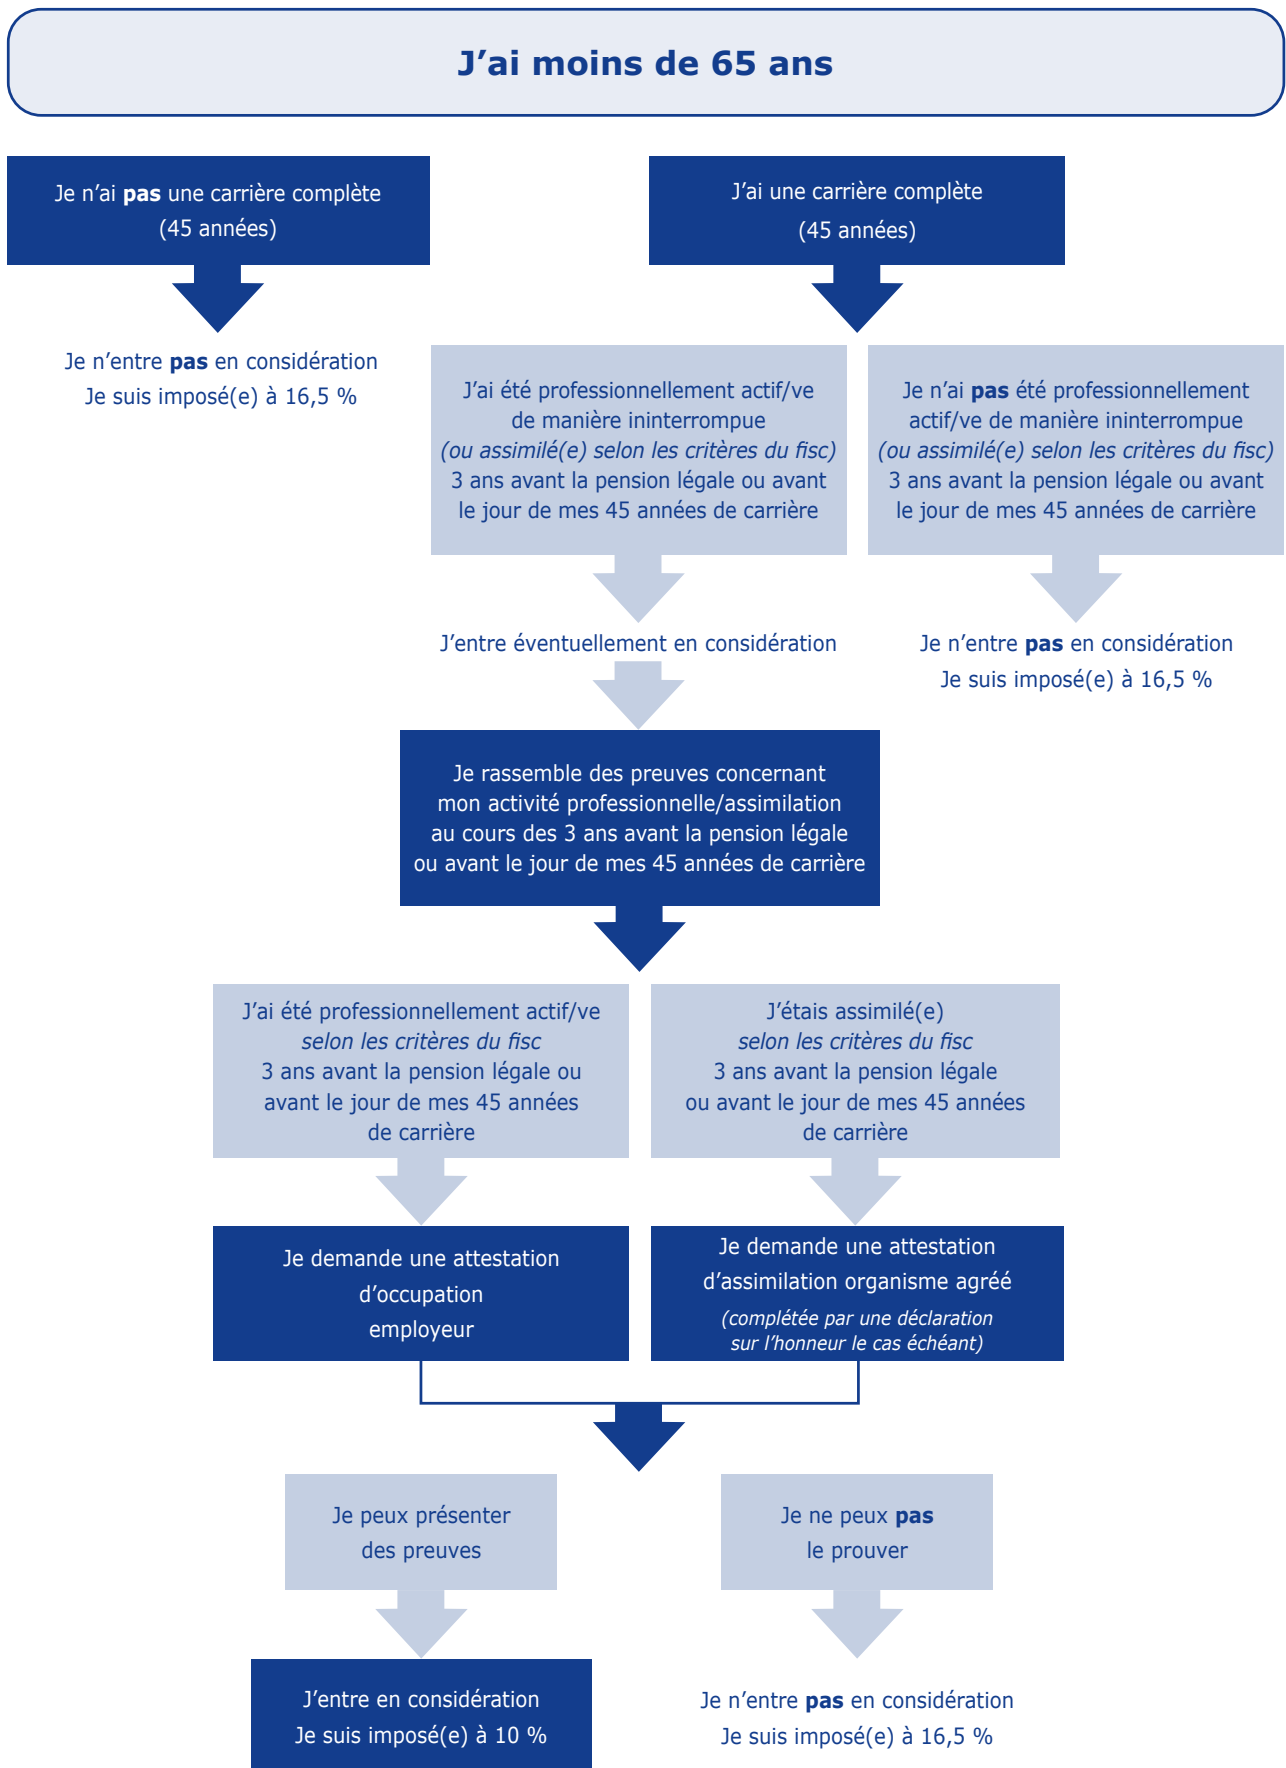 J’ai moins de 65 ans
Je n’ai pas une carrière complète
(45 années)
J’ai une carrière complète
(45 années)
Je n’entre pas en considération
Je suis imposé(e) à 16,5 %
J’ai été professionnellement actif/ve
de manière ininterrompue
(ou assimilé(e) selon les critères du fisc)
3 ans avant la pension légale ou avant
le jour de mes 45 années de carrière
Je n’ai pas été professionnellement
actif/ve de manière ininterrompue
(ou assimilé(e) selon les critères du fisc)
3 ans avant la pension légale ou avant
le jour de mes 45 années de carrière
J’entre éventuellement en considération
Je n’entre pas en considération
Je suis imposé(e) à 16,5 %
Je rassemble des preuves concernant
mon activité professionnelle/assimilation
au cours des 3 ans avant la pension légale
ou avant le jour de mes 45 années de carrière
J’ai été professionnellement actif/ve
selon les critères du fisc
3 ans avant la pension légale ou
avant le jour de mes 45 années
de carrière
J’étais assimilé(e)
selon les critères du fisc
3 ans avant la pension légale
ou avant le jour de mes 45 années
de carrière
Je demande une attestation
d’occupation
employeur
Je demande une attestation
d’assimilation organisme agréé
(complétée par une déclaration
sur l’honneur le cas échéant)
Je peux présenter
des preuves
Je ne peux pas
le prouver
J’entre en considération
Je suis imposé(e) à 10 %
Je n’entre pas en considération
Je suis imposé(e) à 16,5 %